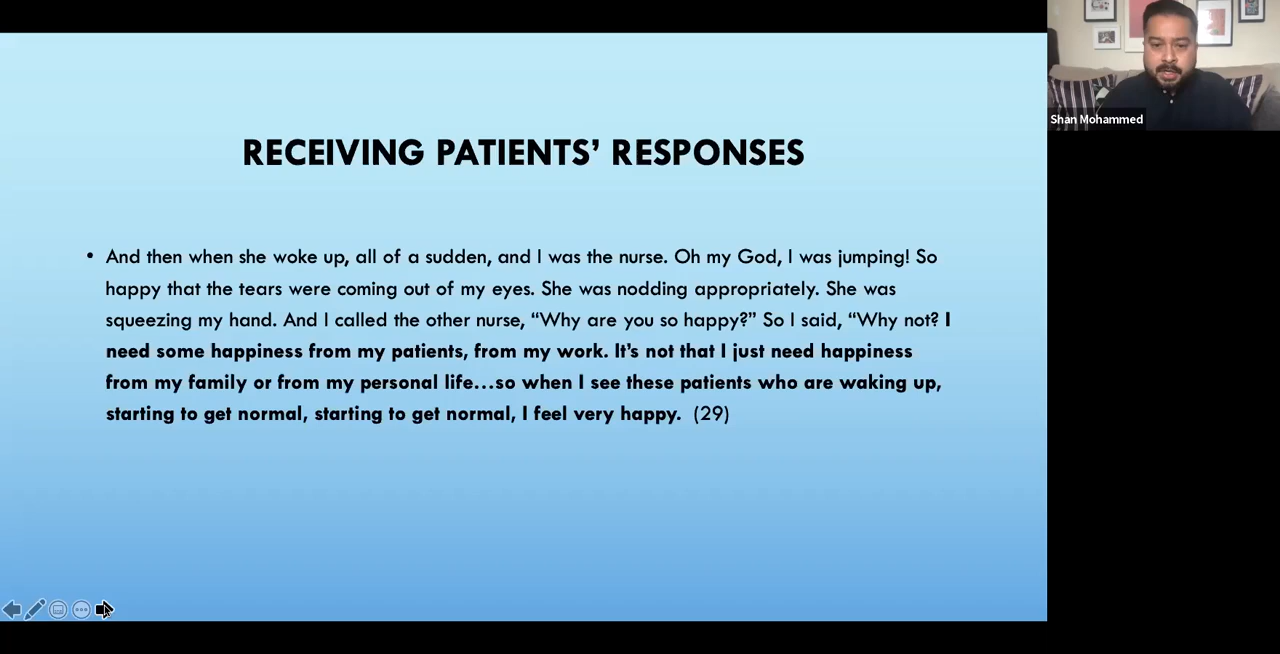 RECEIVING PATIENTS’ RESPONSES
• And then when she woke up, all of a sudden, and I was the nurse. Oh my God, I was jumping! So
happy that the tears were coming out of my eyes. She was nodding appropriately. She was
squeezing my hand. And I called the other nurse, “Why are you so happy?” So I said, “Why not? I
need some happiness from my patients, from my work. It’s not that I just need happiness
from my family or from my personal life…so when I see these patients who are waking up,
starting to get normal, starting to get normal, I feel very happy. (29)
Shan Mohammed